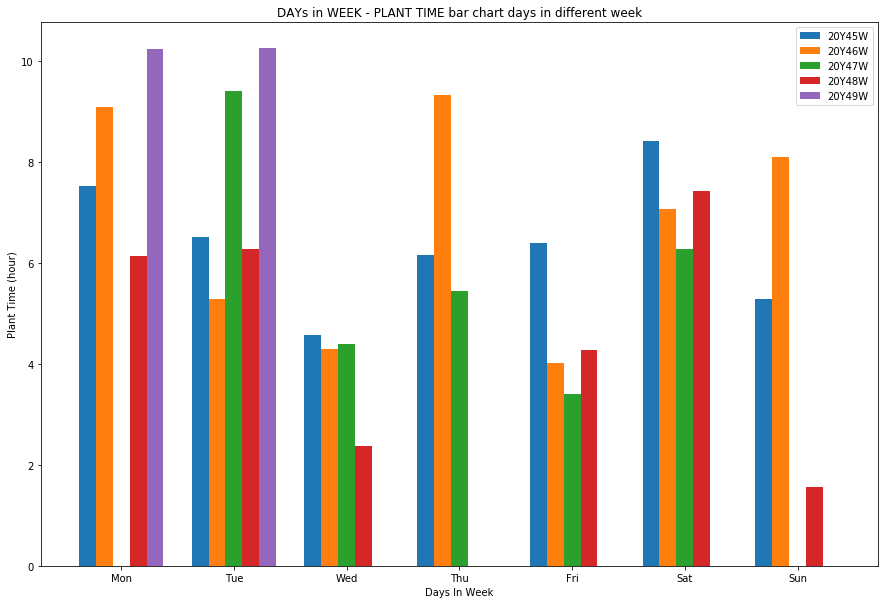 DAYs in WEEK - PLANT TIME bar chart days in different week
20Y45W
20Y46W
20Y47W
20Y48W
20Y49W
Plant Time (hour)
10
8
6
4
2
0
Mon Tue Wed Thu Fri Sat Sun
Days In Week